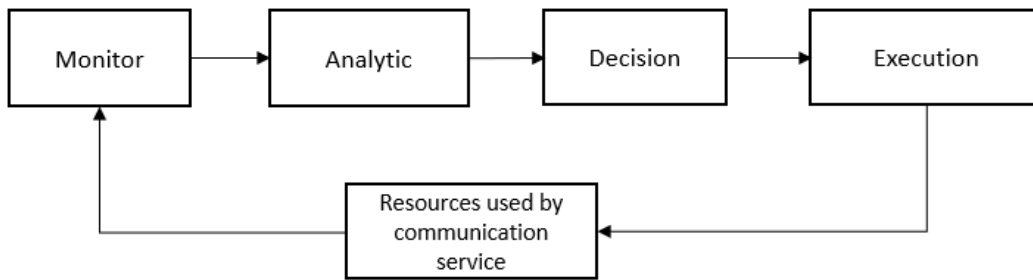 Monitor
Analytic
Decision
Execution
Resources used by
communication
service